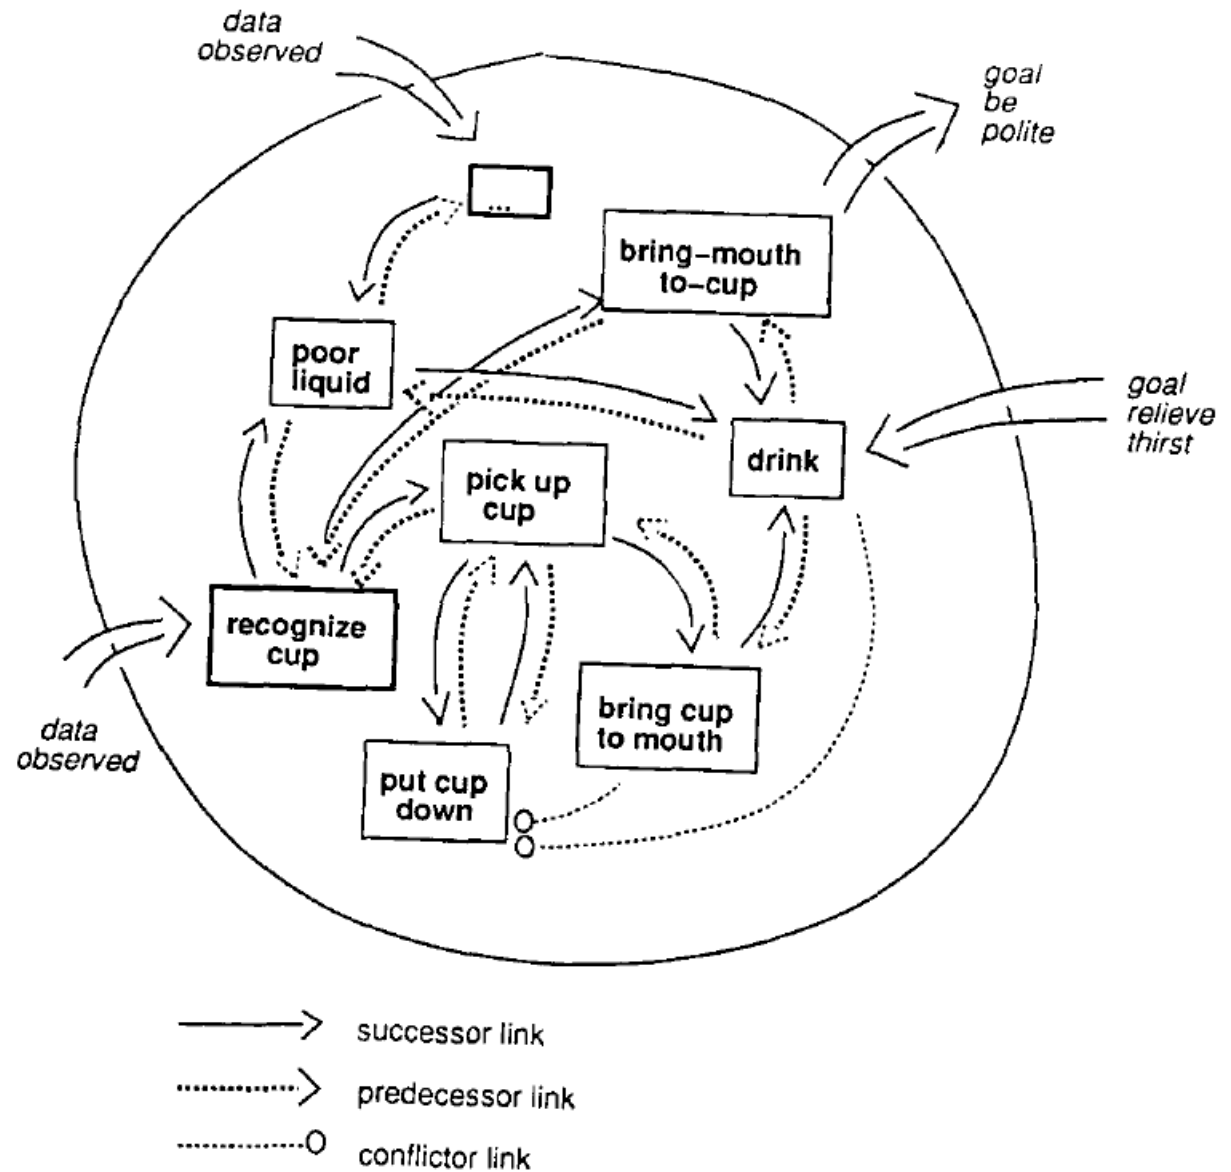 data
observed
goal
be
polite
...
bring-mouth
to-cup
poor
liquid
goal
relieve
thirst
drink
pick up
cup
recognize
cup
bring cup
to mouth
data
observed
put cup
down
successor link
predecessor link
conflictor link